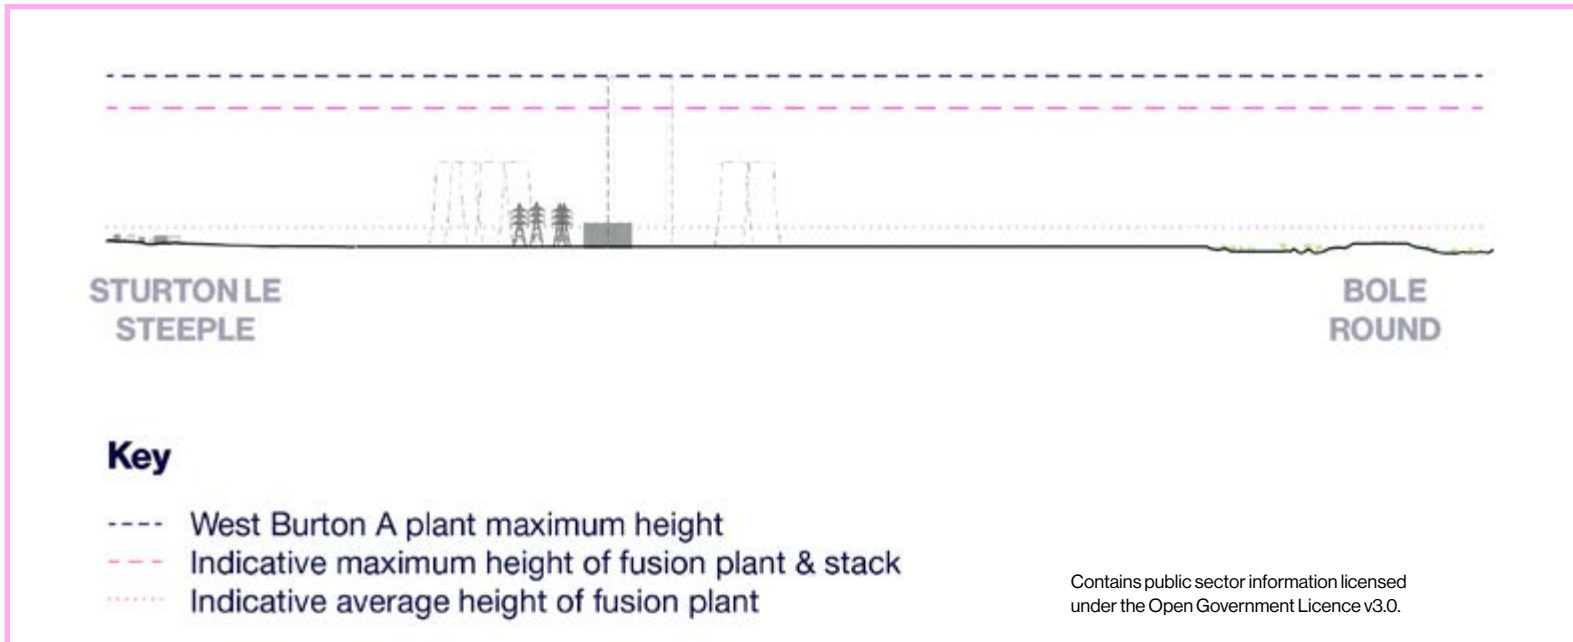 STURTON LE
STEEPLE
BOLE
ROUND
Key
West Burton A plant maximum height
Indicative maximum height of fusion plant & stack
Indicative average height of fusion plant
Contains public sector information licensed
under the Open Government Licence v3.0.